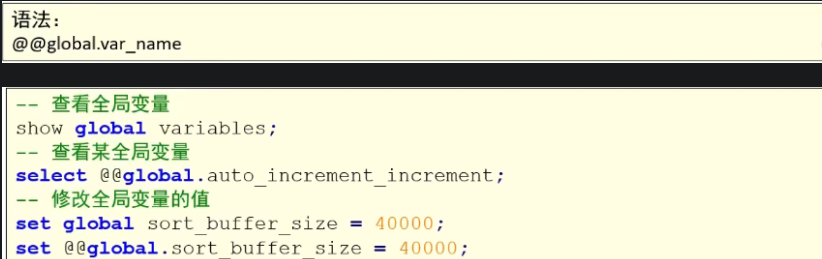 语法：
@@global.var_name
-- 查看全局变量
show global variables;
-- 查看某全局变量
select @@global.auto_increment_increment;
-- 修改全局变量的值
set global sort_buffer_size = 40000;
set @@global.sort_buffer_size = 40000;